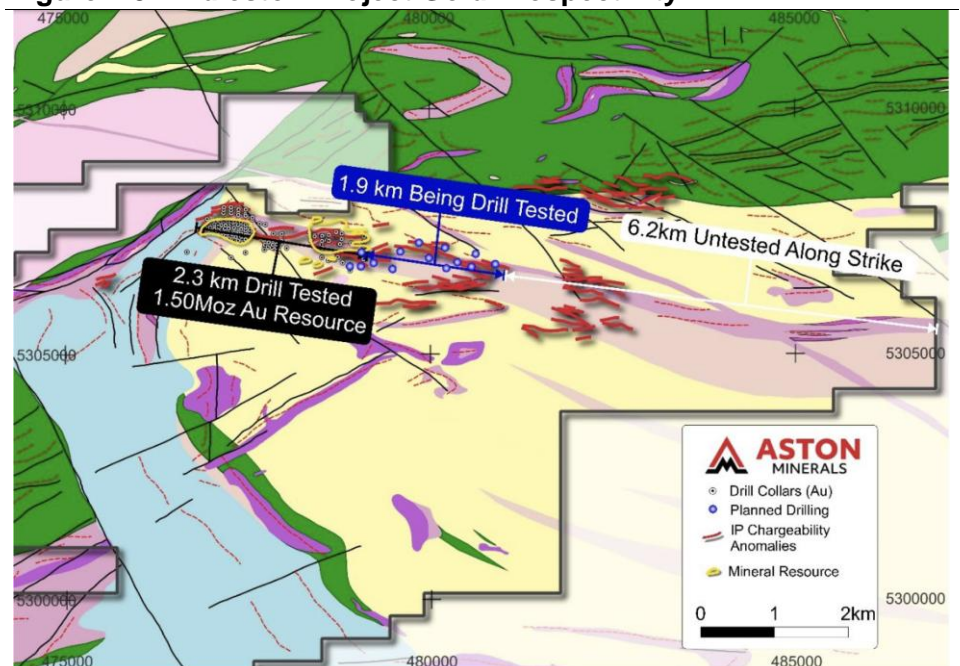 475000 480000 485000
5310000 5310000
1.9 km Being Drill Tested
6.2km Untested Along Strike
2.3 km Drill Tested
1.50Moz Au Resource
5305000 5305000
ASTON
MINERALS
Drill Collars (Au)
Planned Drilling
IP Chargeability
Anomalies
Mineral Resource
5300000 5300000
0 1 2km
475000 480000 485000